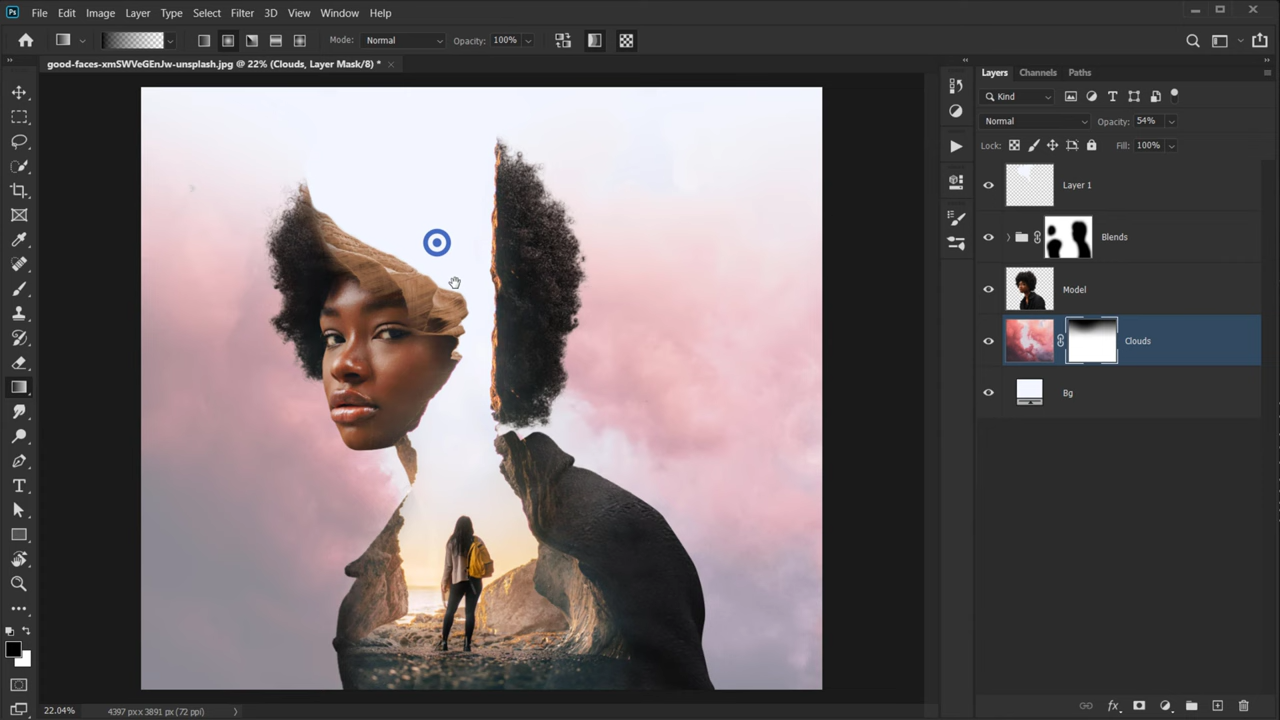 Ps File Edit Image Layer Type Select Filter 3D View Window Help
Mode: Normal Opacity: 100%
good-faces-xmSWVeGEnJw-unsplash.jpg @ 22% (Clouds, Layer Mask/8) *
Layers Channels Paths
Kind
Normal Opacity: 54%
Lock: Fill: 100%
Layer 1
Blends
Model
Clouds
Bg
22.04% 4397 px x 3891 px (72 ppi)